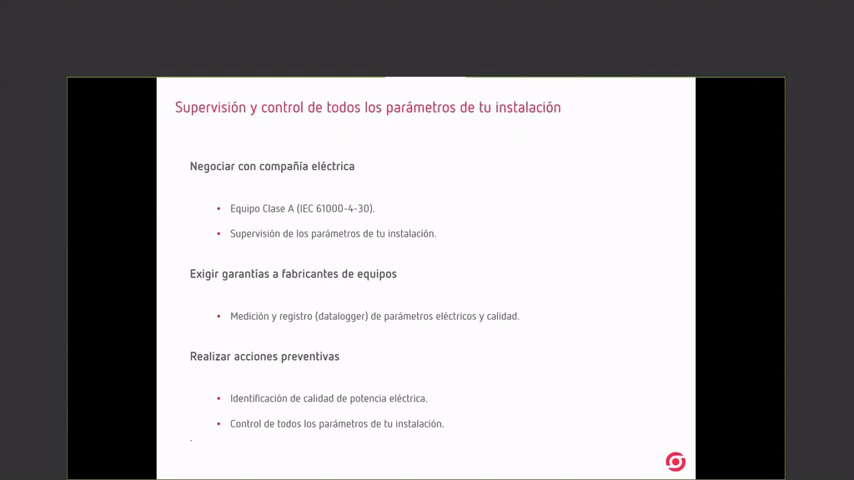 Supervisión y control de todos los parámetros de tu instalación
Negociar con compañía eléctrica
• Equipo Clase A (IEC 61000-4-30).
• Supervisión de los parámetros de tu instalación.
Exigir garantías a fabricantes de equipos
• Medición y registro (datalogger) de parámetros eléctricos y calidad.
Realizar acciones preventivas
• Identificación de calidad de potencia eléctrica.
• Control de todos los parámetros de tu instalación.
.